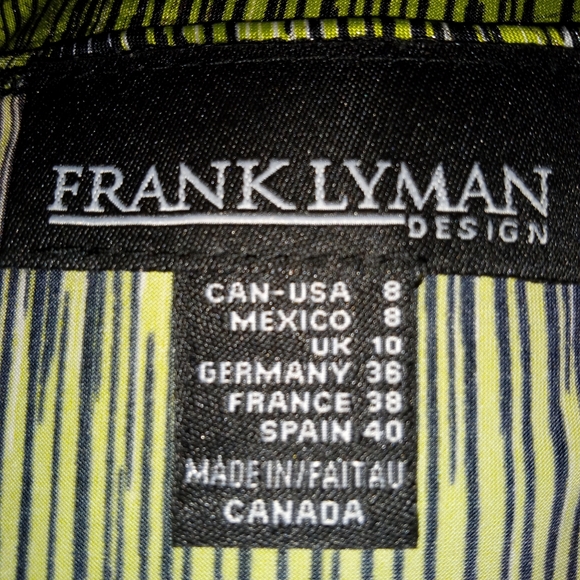 FRANK LYMAN
DESIGN
CAN-USA 8
MEXICO 8
UK 10
GERMANY 36
FRANCE 38
SPAIN 40
MADE IN/FAIT AU
CANADA